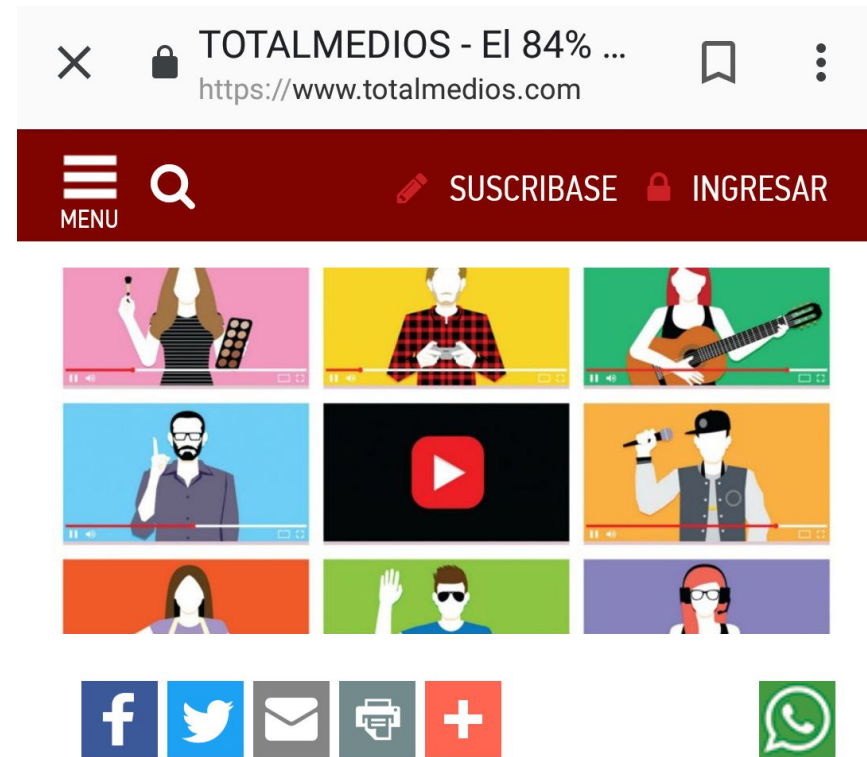 TOTALMEDIOS - El 84% ...
https://www.totalmedios.com
MENU
SUSCRIBASE
INGRESAR